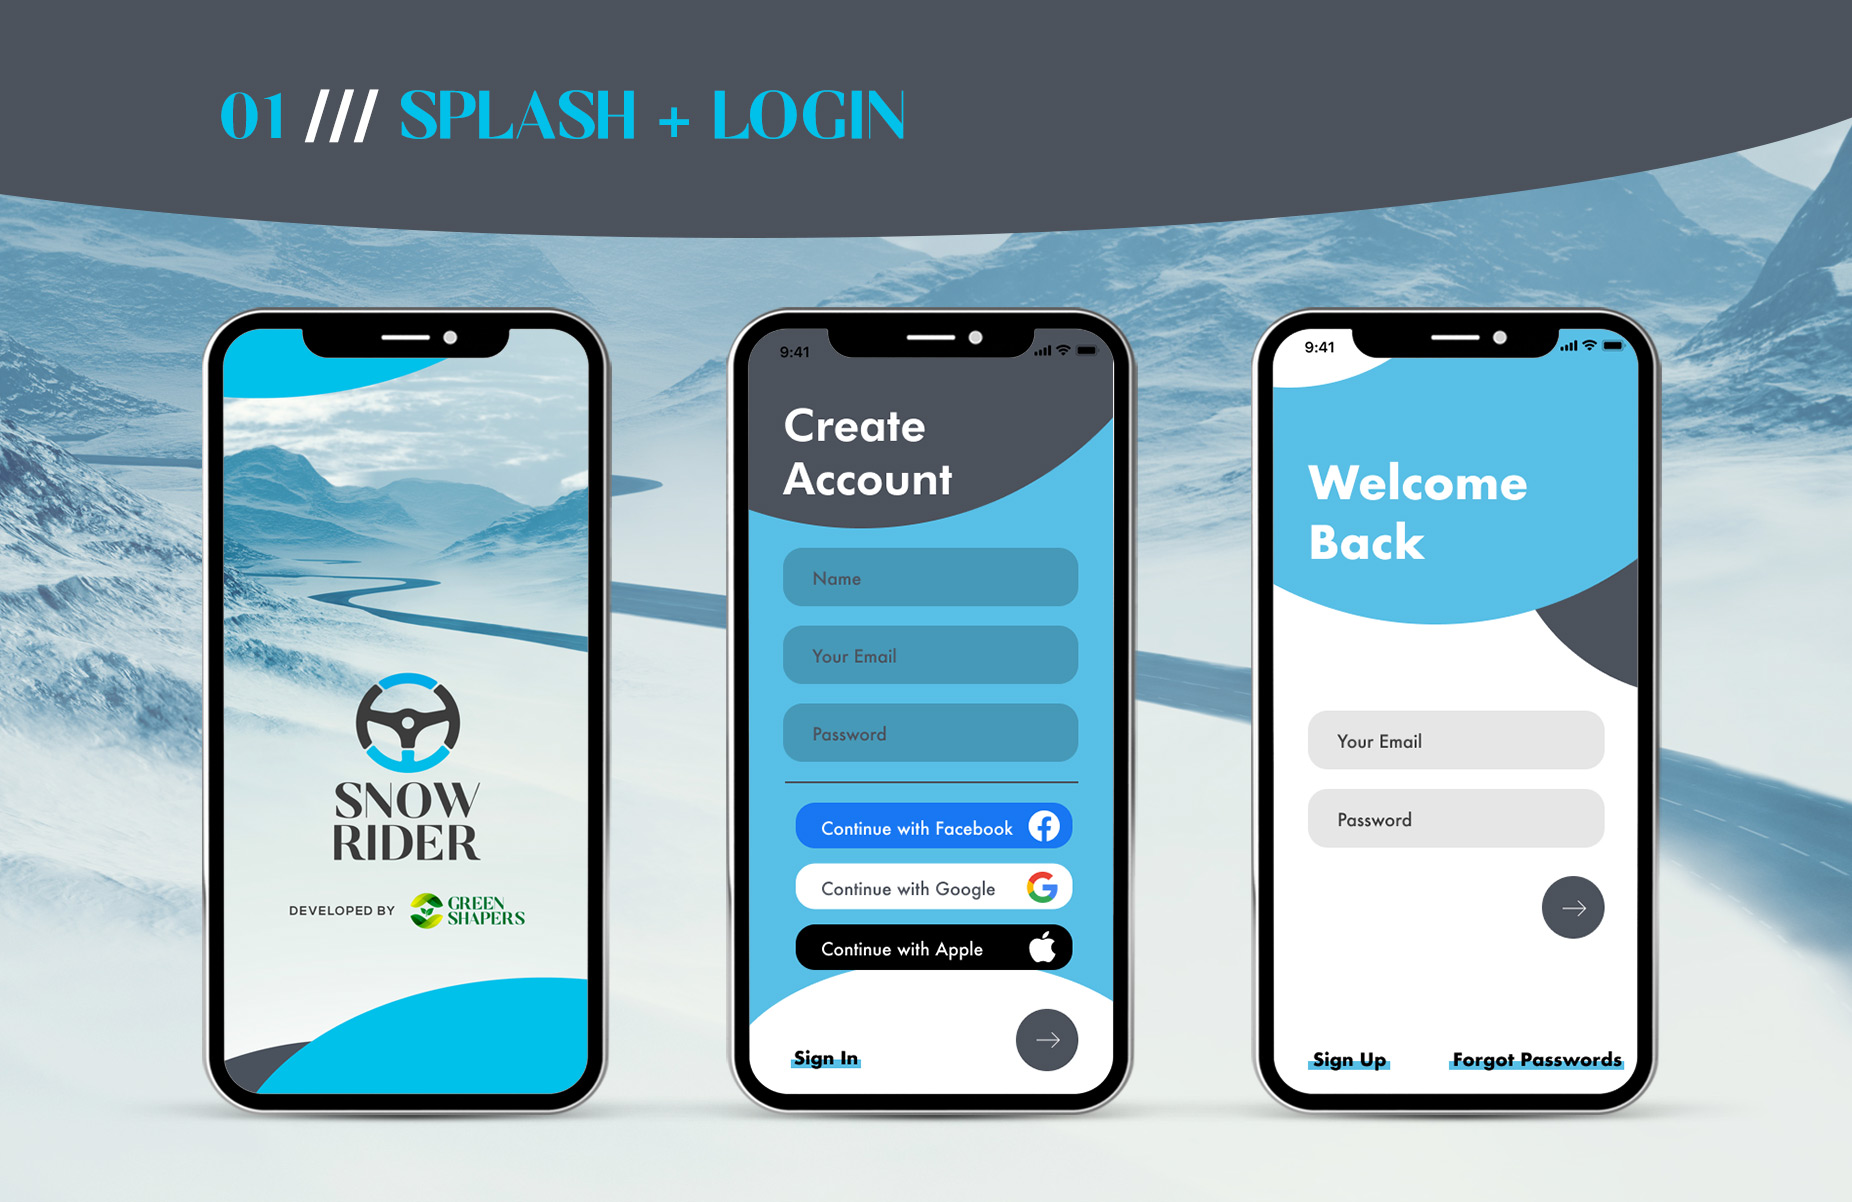 01 /// SPLASH + LOGIN
SNOW
RIDER
DEVELOPED BY
GREEN
SHAPERS
9:41
Create
Account
Name
Your Email
Password
Continue with Facebook
Continue with Google
Continue with Apple
Sign In
9:41
Welcome
Back
Your Email
Password
Sign Up
Forgot Passwords